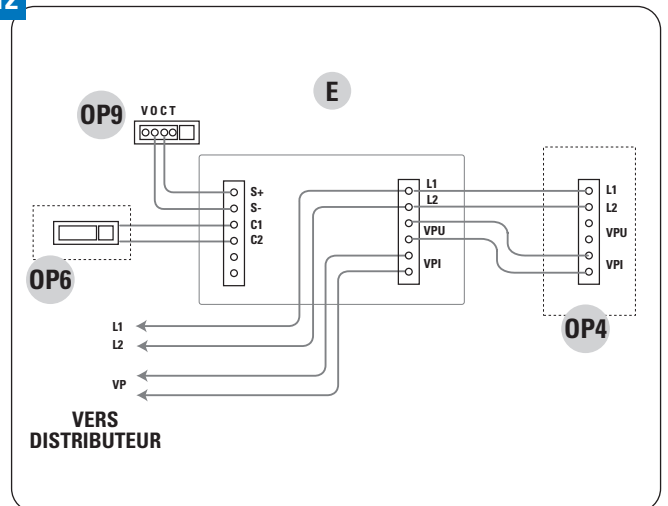 12
E
OP9
VOCT
S+
S-
C1
C2
L1
L2
VPU
VPI
L1
L2
VPU
VPI
OP6
OP4
L1
L2
VP
VERS
DISTRIBUTEUR